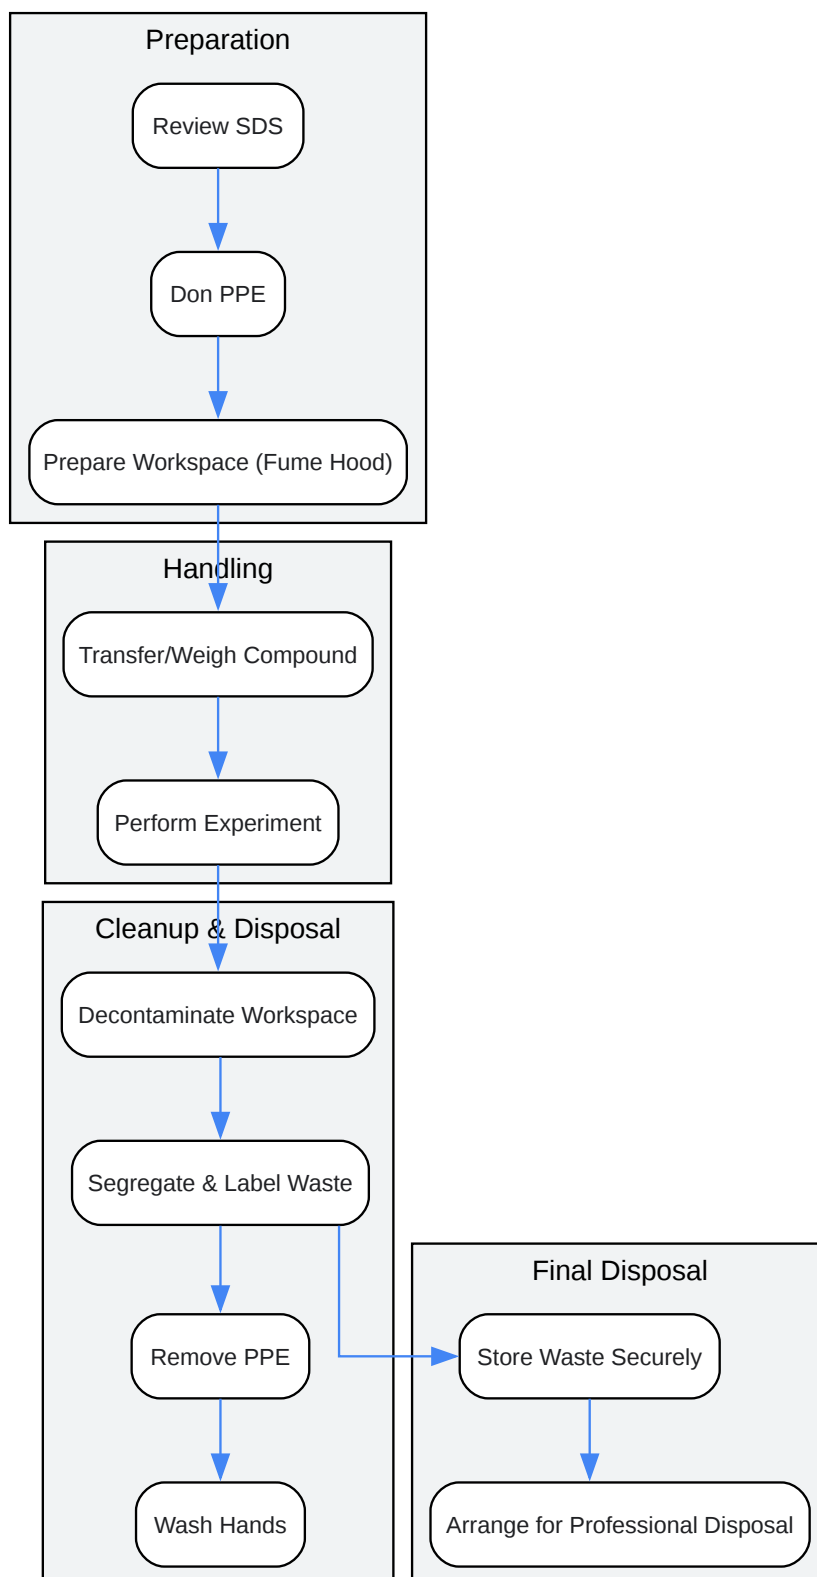 Preparation
Review SDS
Don PPE
Prepare Workspace (Fume Hood)
Handling
Transfer/Weigh Compound
Perform Experiment
Cleanup & Disposal
Decontaminate Workspace
Segregate & Label Waste
Remove PPE
Wash Hands
Final Disposal
Store Waste Securely
Arrange for Professional Disposal